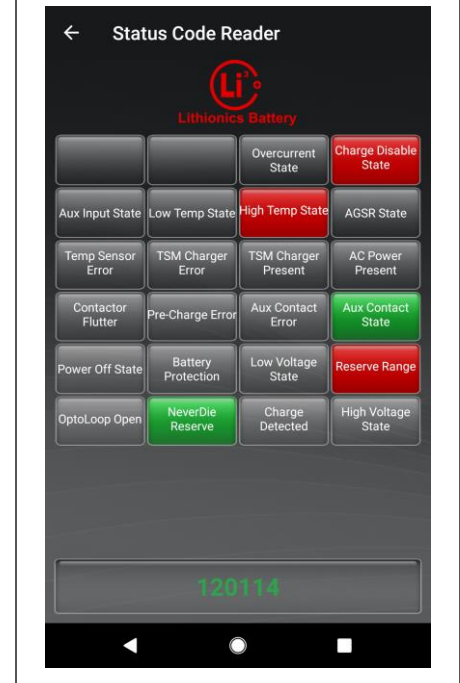 Status Code Reader
Li3+
Lithionics Battery
Overcurrent State
Charge Disable State
Aux Input State
Low Temp State
High Temp State
AGSR State
Temp Sensor Error
TSM Charger Error
TSM Charger Present
AC Power Present
Contactor Flutter
Pre-Charge Error
Aux Contact Error
Aux Contact State
Power Off State
Battery Protection
Low Voltage State
Reserve Range
OptoLoop Open
NeverDie Reserve
Charge Detected
High Voltage State
120114